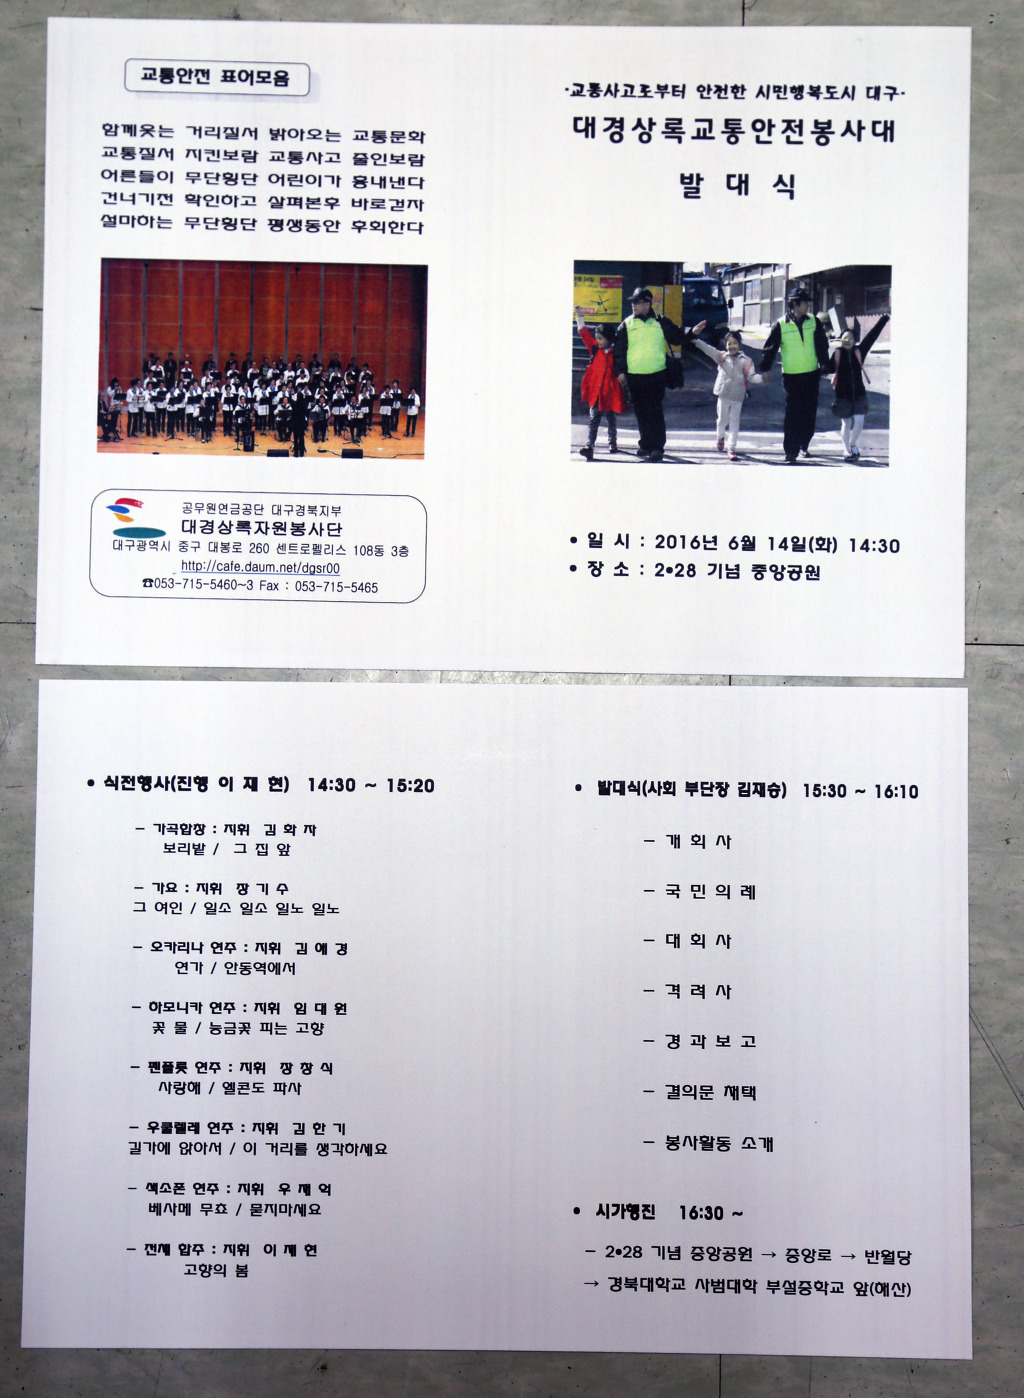 교통안전 표어모음
함께웃는 거리질서 밝아오는 교통문화
교통질서 지킨보람 교통사고 줄인보람
어른들이 무단횡단 어린이가 흉내낸다
건너기전 확인하고 살펴본후 바로걷자
설마하는 무단횡단 평생동안 후회한다
공무원연금공단 대구경북지부
대경상록자원봉사단
대구광역시 중구 대봉로 260 센트로펠리스 108동 3층
http://cafe.daum.net/dgsr00
☎053-715-5460~3 Fax : 053-715-5465
·교통사고로부터 안전한 시민행복도시 대구·
대경상록교통안전봉사대
발 대 식
• 일 시 : 2016년 6월 14일(화) 14:30
• 장 소 : 2•28 기념 중앙공원
• 식전행사(진행 이 재 현) 14:30 ~ 15:20
- 가곡합창 : 지휘 김 화 자
보리밭 / 그 집 앞
- 가요 : 지휘 장 기 수
그 여인 / 일소 일소 일노 일노
- 오카리나 연주 : 지휘 김 애 경
연가 / 안동역에서
- 하모니카 연주 : 지휘 임 대 원
꽃 물 / 능금꽃 피는 고향
- 팬플룻 연주 : 지휘 장 창 식
사랑해 / 엘콘도 파사
- 우쿨렐레 연주 : 지휘 김 한 기
길가에 앉아서 / 이 거리를 생각하세요
- 색소폰 연주 : 지휘 우 재 억
베사메 무쵸 / 묻지마세요
- 전체 합주 : 지휘 이 재 현
고향의 봄
• 발대식(사회 부단장 김재승) 15:30 ~ 16:10
- 개 회 사
- 국 민 의 례
- 대 회 사
- 격 려 사
- 경 과 보 고
- 결의문 채택
- 봉사활동 소개
• 시가행진 16:30 ~
- 2•28 기념 중앙공원 → 중앙로 → 반월당
→ 경북대학교 사범대학 부설중학교 앞(해산)